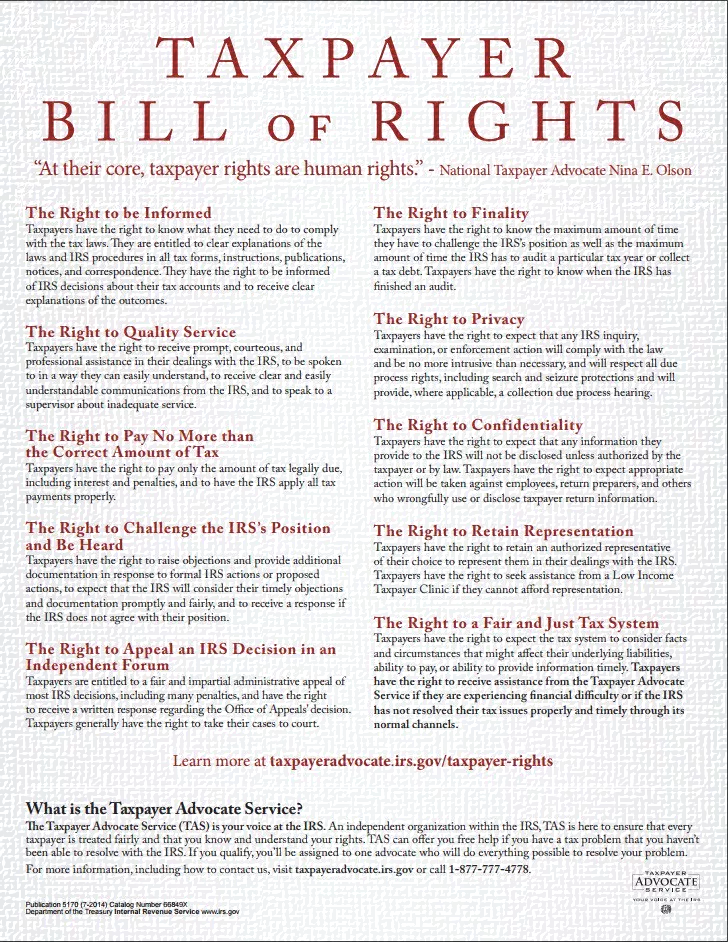 TAXPAYER
BILL OF RIGHTS
“At their core, taxpayer rights are human rights.” - National Taxpayer Advocate Nina E. Olson
The Right to be Informed
Taxpayers have the right to know what they need to do to comply
with the tax laws. They are entitled to clear explanations of the
laws and IRS procedures in all tax forms, instructions, publications,
notices, and correspondence. They have the right to be informed
of IRS decisions about their tax accounts and to receive clear
explanations of the outcomes.
The Right to Quality Service
Taxpayers have the right to receive prompt, courteous, and
professional assistance in their dealings with the IRS, to be spoken
to in a way they can easily understand, to receive clear and easily
understandable communications from the IRS, and to speak to a
supervisor about inadequate service.
The Right to Pay No More than
the Correct Amount of Tax
Taxpayers have the right to pay only the amount of tax legally due,
including interest and penalties, and to have the IRS apply all tax
payments properly.
The Right to Challenge the IRS’s Position
and Be Heard
Taxpayers have the right to raise objections and provide additional
documentation in response to formal IRS actions or proposed
actions, to expect that the IRS will consider their timely objections
and documentation promptly and fairly, and to receive a response if
the IRS does not agree with their position.
The Right to Appeal an IRS Decision in an
Independent Forum
Taxpayers are entitled to a fair and impartial administrative appeal of
most IRS decisions, including many penalties, and have the right
to receive a written response regarding the Office of Appeals’ decision.
Taxpayers generally have the right to take their cases to court.
The Right to Finality
Taxpayers have the right to know the maximum amount of time
they have to challenge the IRS’s position as well as the maximum
amount of time the IRS has to audit a particular tax year or collect
a tax debt. Taxpayers have the right to know when the IRS has
finished an audit.
The Right to Privacy
Taxpayers have the right to expect that any IRS inquiry,
examination, or enforcement action will comply with the law
and be no more intrusive than necessary, and will respect all due
process rights, including search and seizure protections and will
provide, where applicable, a collection due process hearing.
The Right to Confidentiality
Taxpayers have the right to expect that any information they
provide to the IRS will not be disclosed unless authorized by the
taxpayer or by law. Taxpayers have the right to expect appropriate
action will be taken against employees, return preparers, and others
who wrongfully use or disclose taxpayer return information.
The Right to Retain Representation
Taxpayers have the right to retain an authorized representative
of their choice to represent them in their dealings with the IRS.
Taxpayers have the right to seek assistance from a Low Income
Taxpayer Clinic if they cannot afford representation.
The Right to a Fair and Just Tax System
Taxpayers have the right to expect the tax system to consider facts
and circumstances that might affect their underlying liabilities,
ability to pay, or ability to provide information timely. Taxpayers
have the right to receive assistance from the Taxpayer Advocate
Service if they are experiencing financial difficulty or if the IRS
has not resolved their tax issues properly and timely through its
normal channels.
Learn more at taxpayeradvocate.irs.gov/taxpayer-rights
What is the Taxpayer Advocate Service?
The Taxpayer Advocate Service (TAS) is your voice at the IRS. An independent organization within the IRS, TAS is here to ensure that every
taxpayer is treated fairly and that you know and understand your rights. TAS can offer you free help if you have a tax problem that you haven’t
been able to resolve with the IRS. If you qualify, you’ll be assigned to one advocate who will do everything possible to resolve your problem.
For more information, including how to contact us, visit taxpayeradvocate.irs.gov or call 1-877-777-4778.
Publication 5170 (7-2014) Catalog Number 66849X
Department of the Treasury Internal Revenue Service www.irs.gov
TAXPAYER
ADVOCATE
SERVICE
YOUR VOICE AT THE IRS